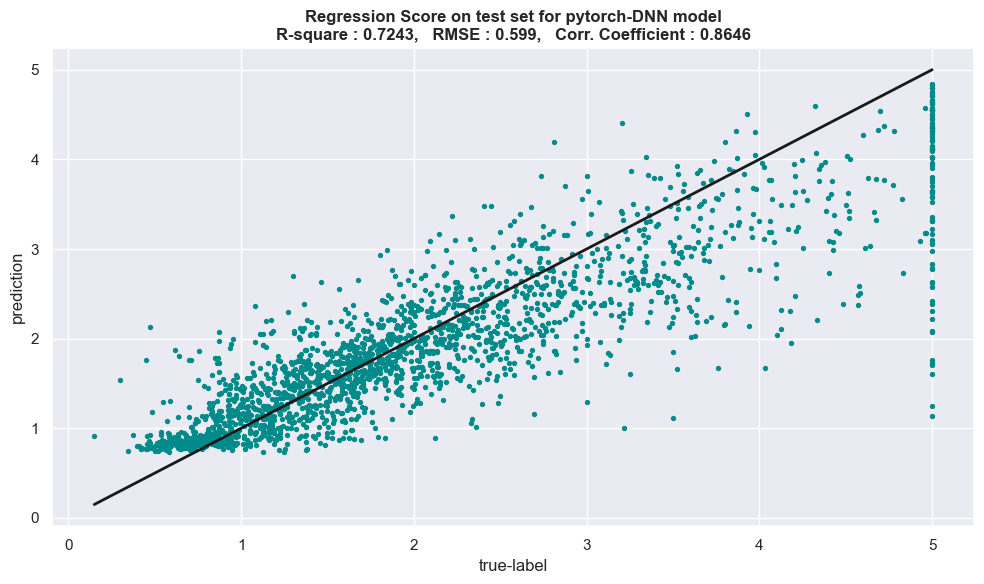 Regression Score on test set for pytorch-DNN model
R-square : 0.7243,   RMSE : 0.599,   Corr. Coefficient : 0.8646
prediction
5
4
3
2
1
0
0 1 2 3 4 5
true-label